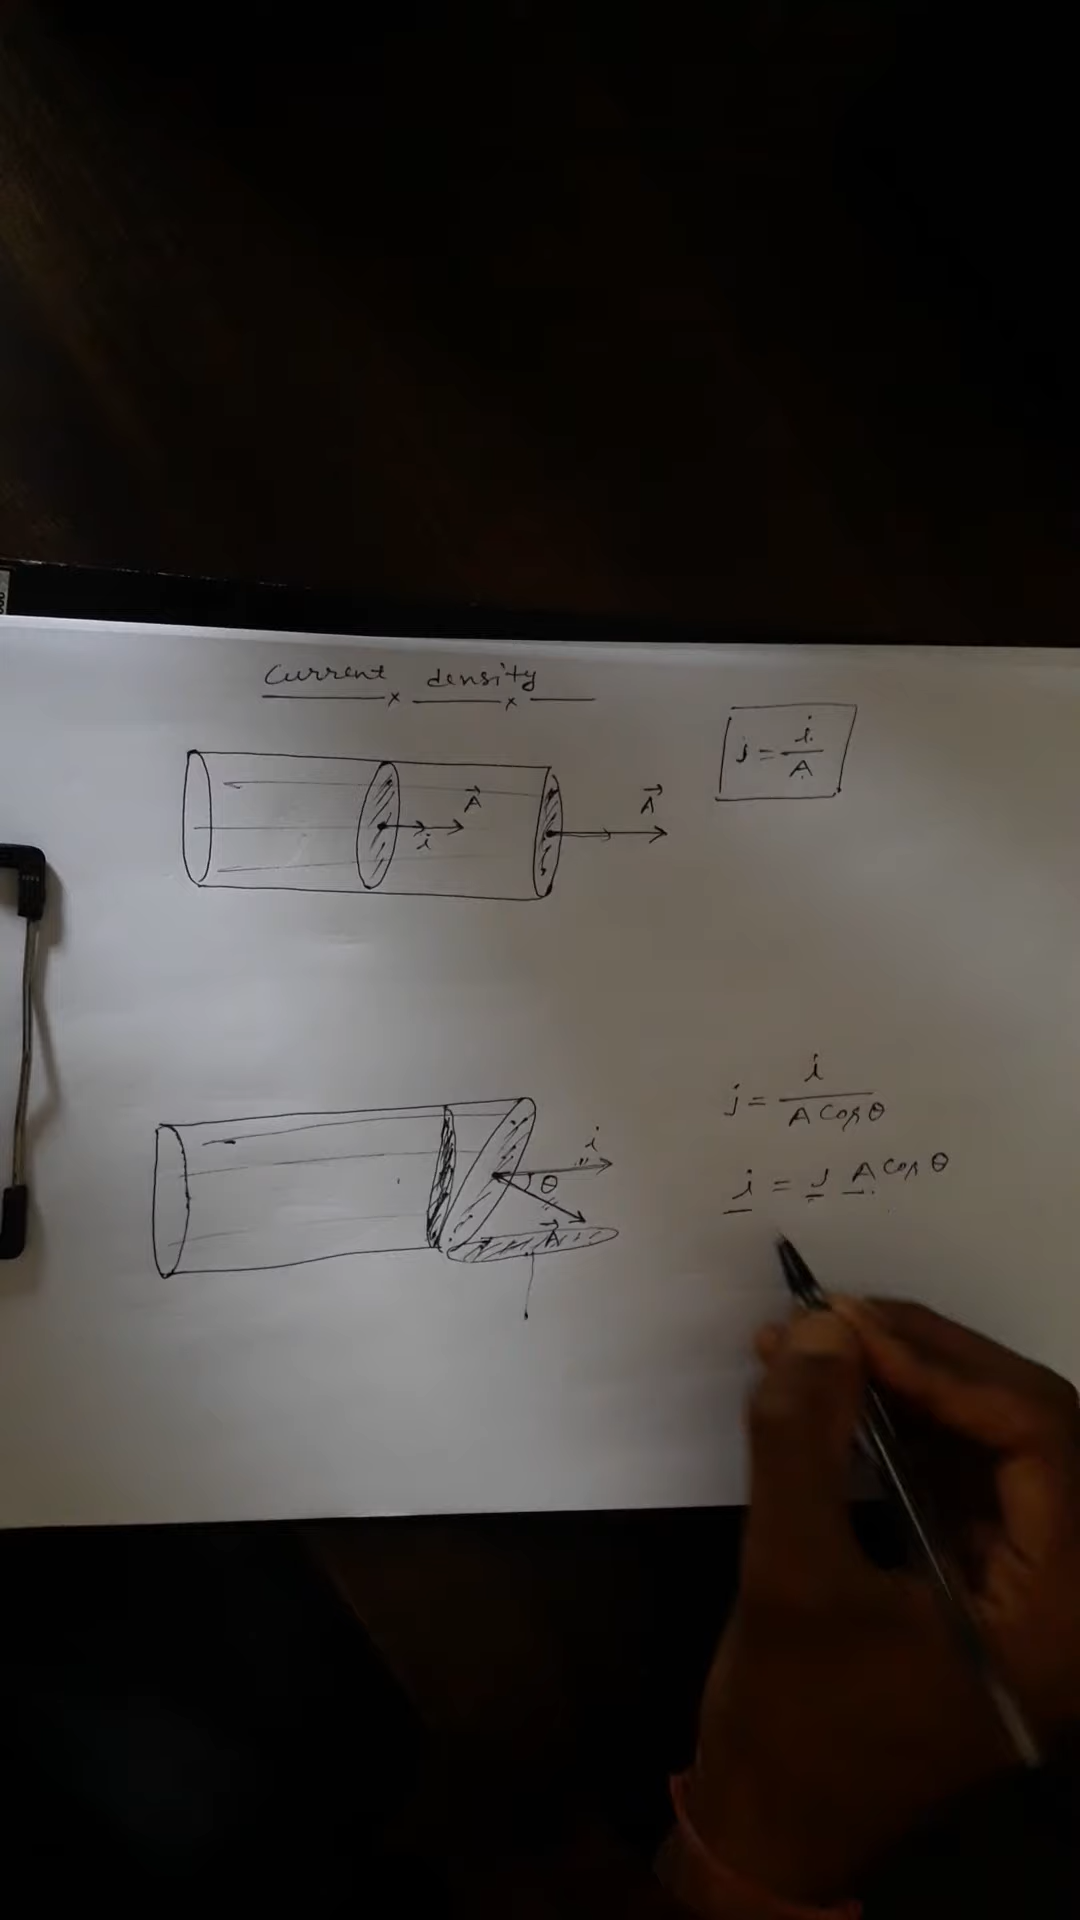 Current density
j = i / A
A⃗
A⃗
i
j = i / A Cos θ
i
i = J A Cos θ
θ
A⃗